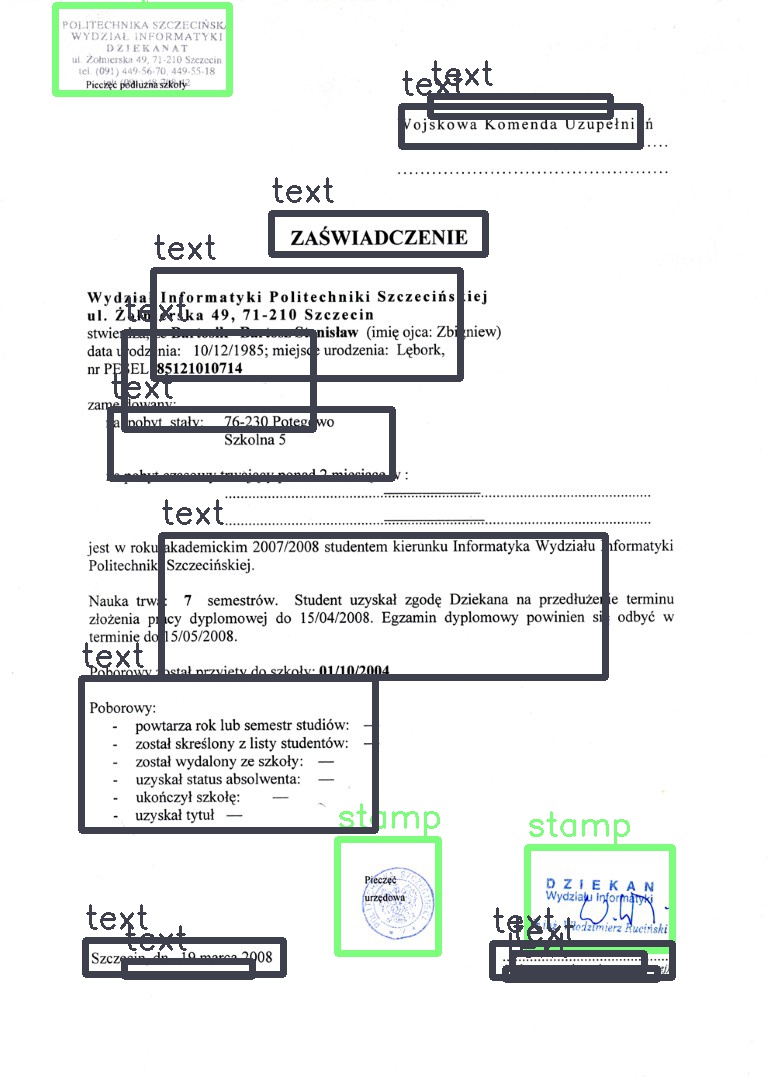 POLITECHNIKA SZCZECIŃSKA
WYDZIAŁ INFORMATYKI
DZIEKANAT
ul. Żołnierska 49, 71-210 Szczecin
tel. (091) 449-56-70, 449-55-18
Pieczęć podłużna szkoły
text
text
Wojskowa Komenda Uzupełnień
text
ZAŚWIADCZENIE
text
Wydział Informatyki Politechniki Szczecińskiej
ul. Żołnierska 49, 71-210 Szczecin
text
stwierdza, że Bartosz Stanisław (imię ojca: Zbigniew)
data urodzenia: 10/12/1985; miejsce urodzenia: Lębork,
nr PESEL 85121010714
text
zameldowany:
na pobyt stały: 76-230 Potęgowo
Szkolna 5
na pobyt czasowy trwający ponad 2 miesiące w :
text
jest w roku akademickim 2007/2008 studentem kierunku Informatyka Wydziału Informatyki
Politechniki Szczecińskiej.
Nauka trwa: 7 semestrów. Student uzyskał zgodę Dziekana na przedłużenie terminu
złożenia pracy dyplomowej do 15/04/2008. Egzamin dyplomowy powinien się odbyć w
terminie do 15/05/2008.
text
Poborowy został przyjęty do szkoły: 01/10/2004
Poborowy:
- powtarza rok lub semestr studiów: —
- został skreślony z listy studentów: —
- został wydalony ze szkoły: —
- uzyskał status absolwenta: —
- ukończył szkołę: —
- uzyskał tytuł —
stamp
stamp
Pieczęć
urzędowa
DZIEKAN
Wydziału Informatyki
Włodzimierz Ruciński
text
text
text
text
Szczecin, dn. 19 marca 2008